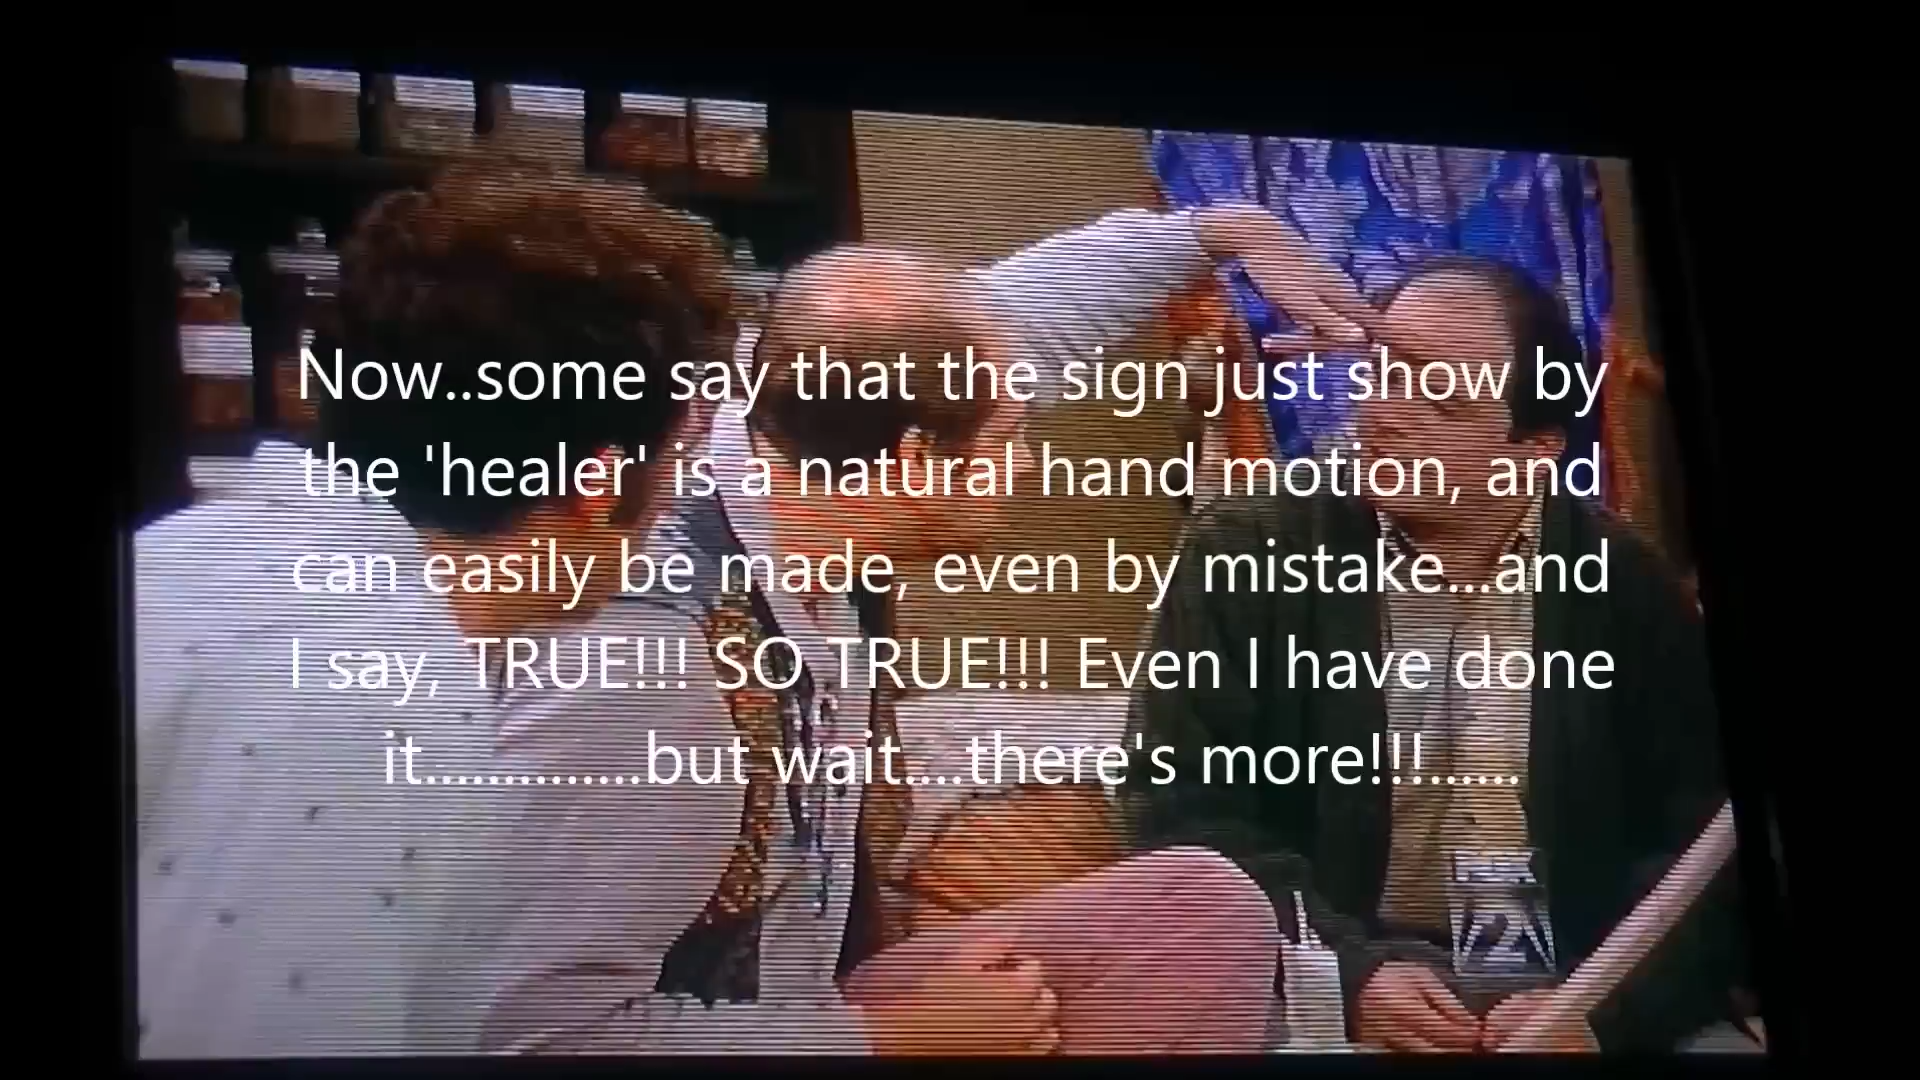 Now..some say that the sign just show by
the 'healer' is a natural hand motion, and
can easily be made, even by mistake...and
I say, TRUE!!! SO TRUE!!! Even I have done
it..............but wait....there's more!!!......